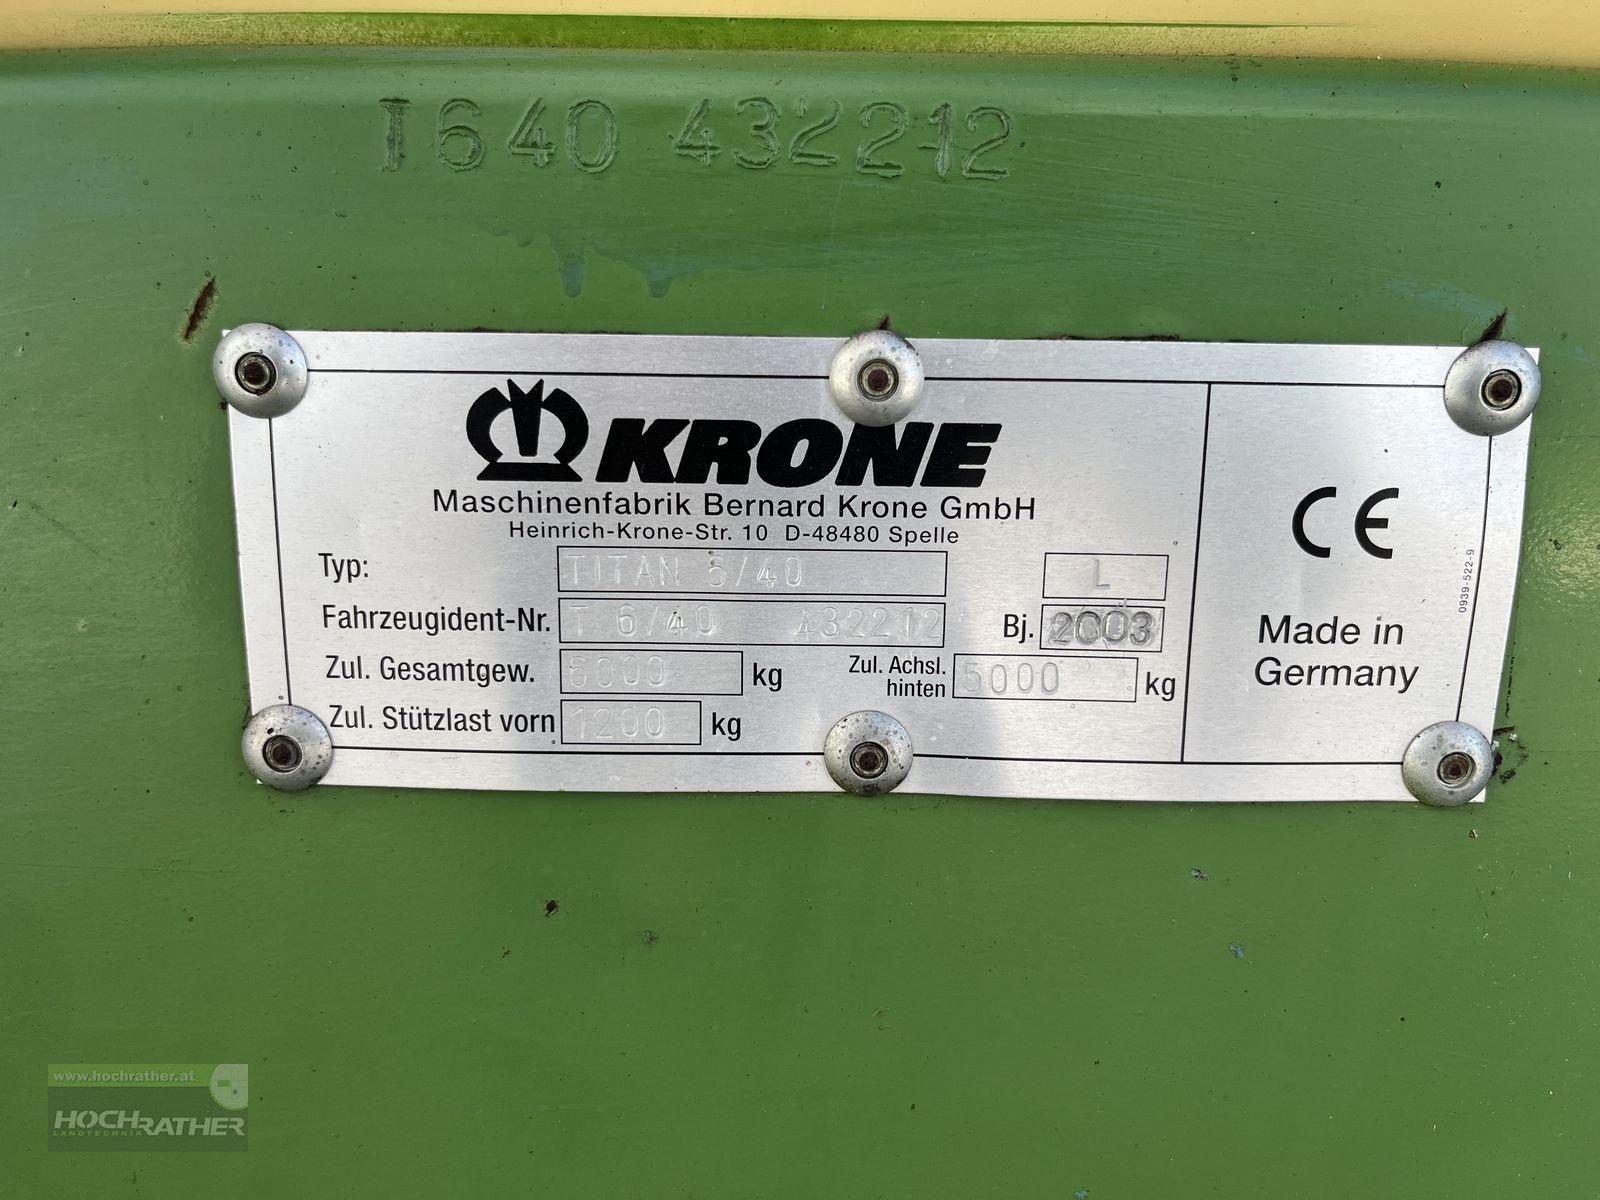 T640 432212
KRONE
Maschinenfabrik Bernard Krone GmbH
Heinrich-Krone-Str. 10 D-48480 Spelle
Typ: TITAN 6/40 L
Fahrzeugident-Nr. T 6/40 432212 Bj. 2003
Zul. Gesamtgew. 6000 kg Zul. Achsl. hinten 5000 kg
Zul. Stützlast vorn 1200 kg
CE
0939-522-9
Made in
Germany
www.hochrather.at
HOCHRATHER
LANDTECHNIK